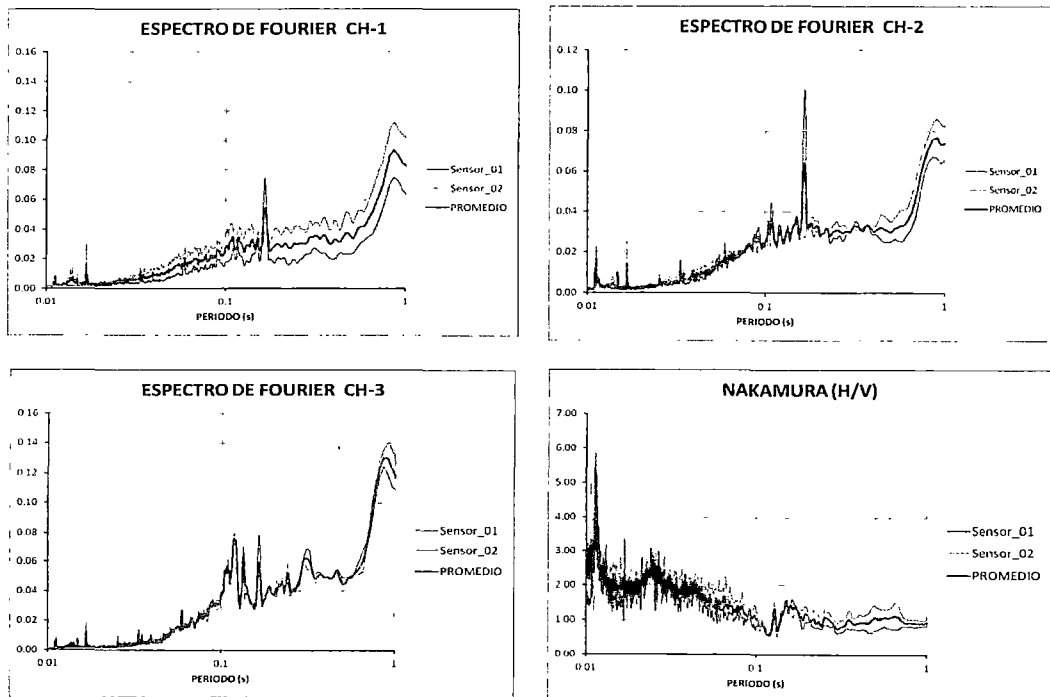 ESPECTRO DE FOURIER CH-1
0.16
0.14
0.12
0.10
0.08
0.06
0.04
0.02
0.00
0.01
0.1
1
PERIODO (s)
Sensor_01
Sensor_02
PROMEDIO
ESPECTRO DE FOURIER CH-2
0.12
0.10
0.08
0.06
0.04
0.02
0.00
0.01
0.1
1
PERIODO (s)
Sensor_01
Sensor_02
PROMEDIO
ESPECTRO DE FOURIER CH-3
0.16
0.14
0.12
0.10
0.08
0.06
0.04
0.02
0.00
0.01
0.1
1
PERIODO (s)
Sensor_01
Sensor_02
PROMEDIO
NAKAMURA (H/V)
7.00
6.00
5.00
4.00
3.00
2.00
1.00
0.00
0.01
0.1
1
PERIODO (s)
Sensor_01
Sensor_02
PROMEDIO